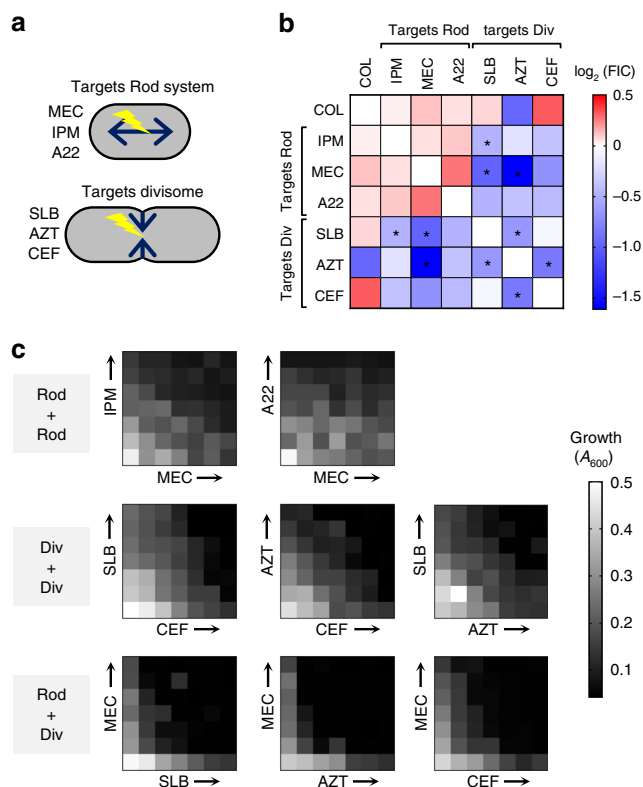 a
Targets Rod system
MEC
IPM
A22
Targets divisome
SLB
AZT
CEF
b
Targets Rod
targets Div
COL
IPM
MEC
A22
SLB
AZT
CEF
log2 (FIC)
COL
IPM
*
MEC
* *
A22
SLB
* * *
AZT
* * *
CEF
*
Targets Rod
Targets Div
0.5
0
–0.5
–1.0
–1.5
c
Rod
+
Rod
IPM
MEC
A22
MEC
Div
+
Div
SLB
CEF
AZT
CEF
SLB
AZT
Rod
+
Div
MEC
SLB
MEC
AZT
MEC
CEF
Growth
(A600)
0.5
0.4
0.3
0.2
0.1